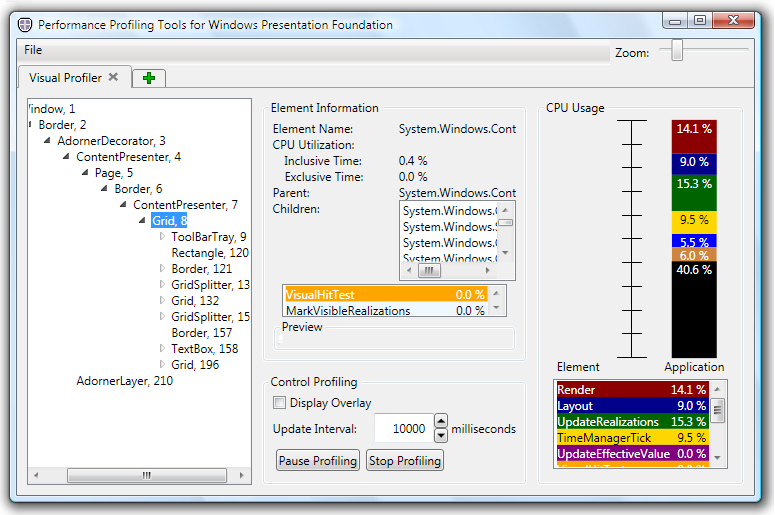 Performance Profiling Tools for Windows Presentation Foundation
File
Zoom:
Visual Profiler
indow, 1
Border, 2
AdornerDecorator, 3
ContentPresenter, 4
Page, 5
Border, 6
ContentPresenter, 7
Grid, 8
ToolBarTray, 9
Rectangle, 120
Border, 121
GridSplitter, 13
Grid, 132
GridSplitter, 15
Border, 157
TextBox, 158
Grid, 196
AdornerLayer, 210
Element Information
Element Name: System.Windows.Cont
CPU Utilization:
Inclusive Time: 0.4 %
Exclusive Time: 0.0 %
Parent: System.Windows.Cont
Children:
System.Windows.C
System.Windows.S
System.Windows.C
System.Windows.C
System.Windows.C
VisualHitTest 0.0 %
MarkVisibleRealizations 0.0 %
Preview
Control Profiling
Display Overlay
Update Interval: 10000 milliseconds
Pause Profiling Stop Profiling
CPU Usage
14.1 %
9.0 %
15.3 %
9.5 %
5.5 %
6.0 %
40.6 %
Element Application
Render 14.1 %
Layout 9.0 %
UpdateRealizations 15.3 %
TimeManagerTick 9.5 %
UpdateEffectiveValue 0.0 %
VisualHitTest 0.0 %